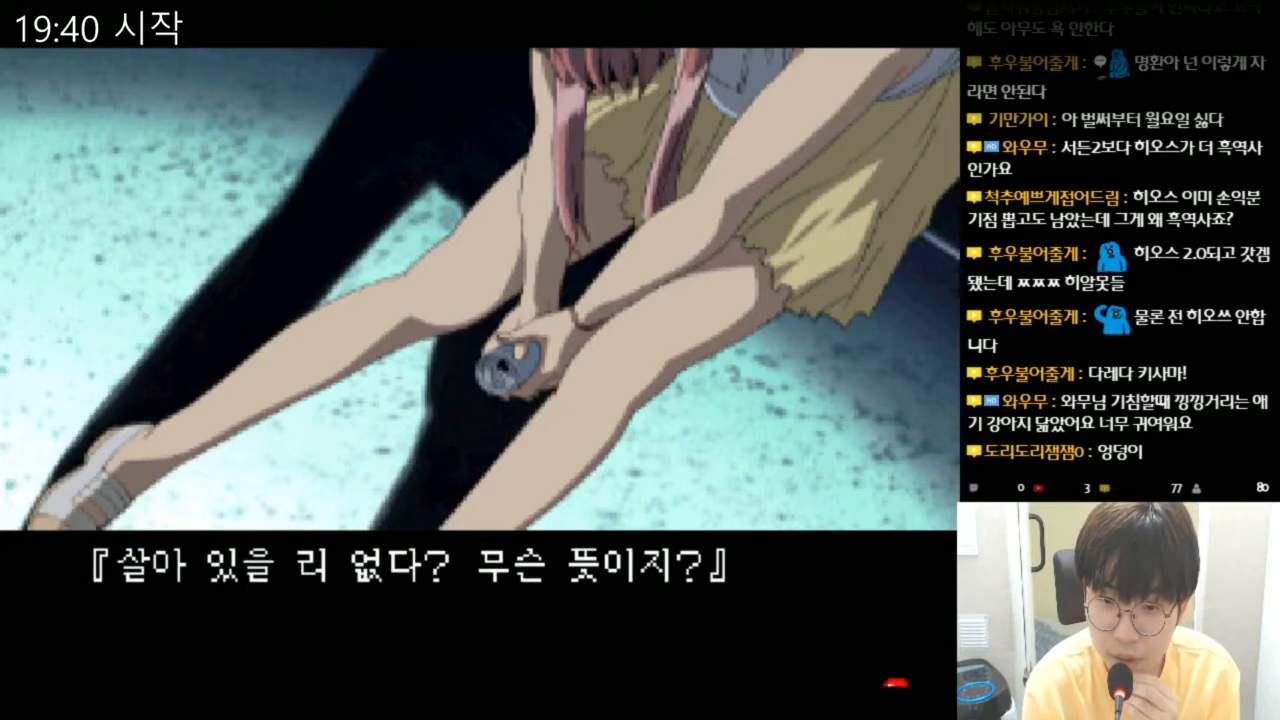 19:40 시작
『살아 있을 리 없다? 무슨 뜻이지?』
해도 아무도 욕 안한다
후우불어줄게 : 명환아 넌 이렇게 자
라면 안된다
기만가이 : 아 벌써부터 월요일 싫다
와우무 : 서든2보다 히오스가 더 흑역사
인가요
척추예쁘게접어드림 : 히오스 이미 손익분
기점 뽑고도 남았는데 그게 왜 흑역사죠?
후우불어줄게 : 히오스 2.0되고 갓겜
됐는데 ㅉㅉㅉ 히알못들
후우불어줄게 : 물론 전 히오쓰 안합
니다
후우불어줄게 : 다레다 키사마!
와우무 : 와무님 기침할때 낑낑거리는 애
기 강아지 닮았어요 너무 귀여워요
도리도리잼잼o : 엉덩이
0 3 77 80